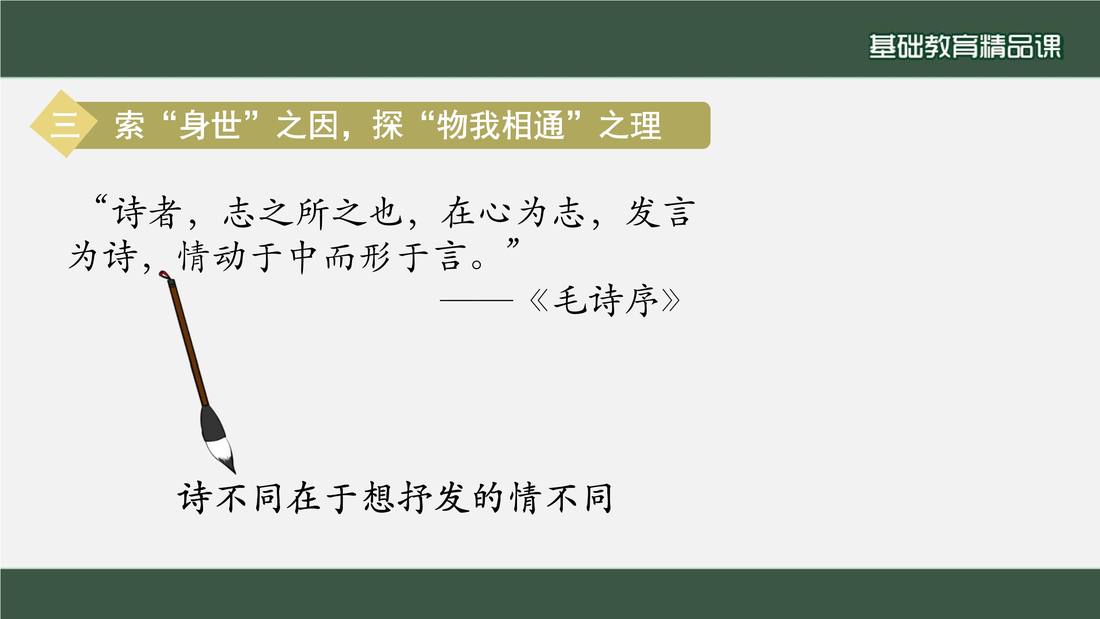 基础教育精品课
三 索“身世”之因，探“物我相通”之理
“诗者，志之所之也，在心为志，发言
为诗，情动于中而形于言。”
——《毛诗序》
诗不同在于想抒发的情不同